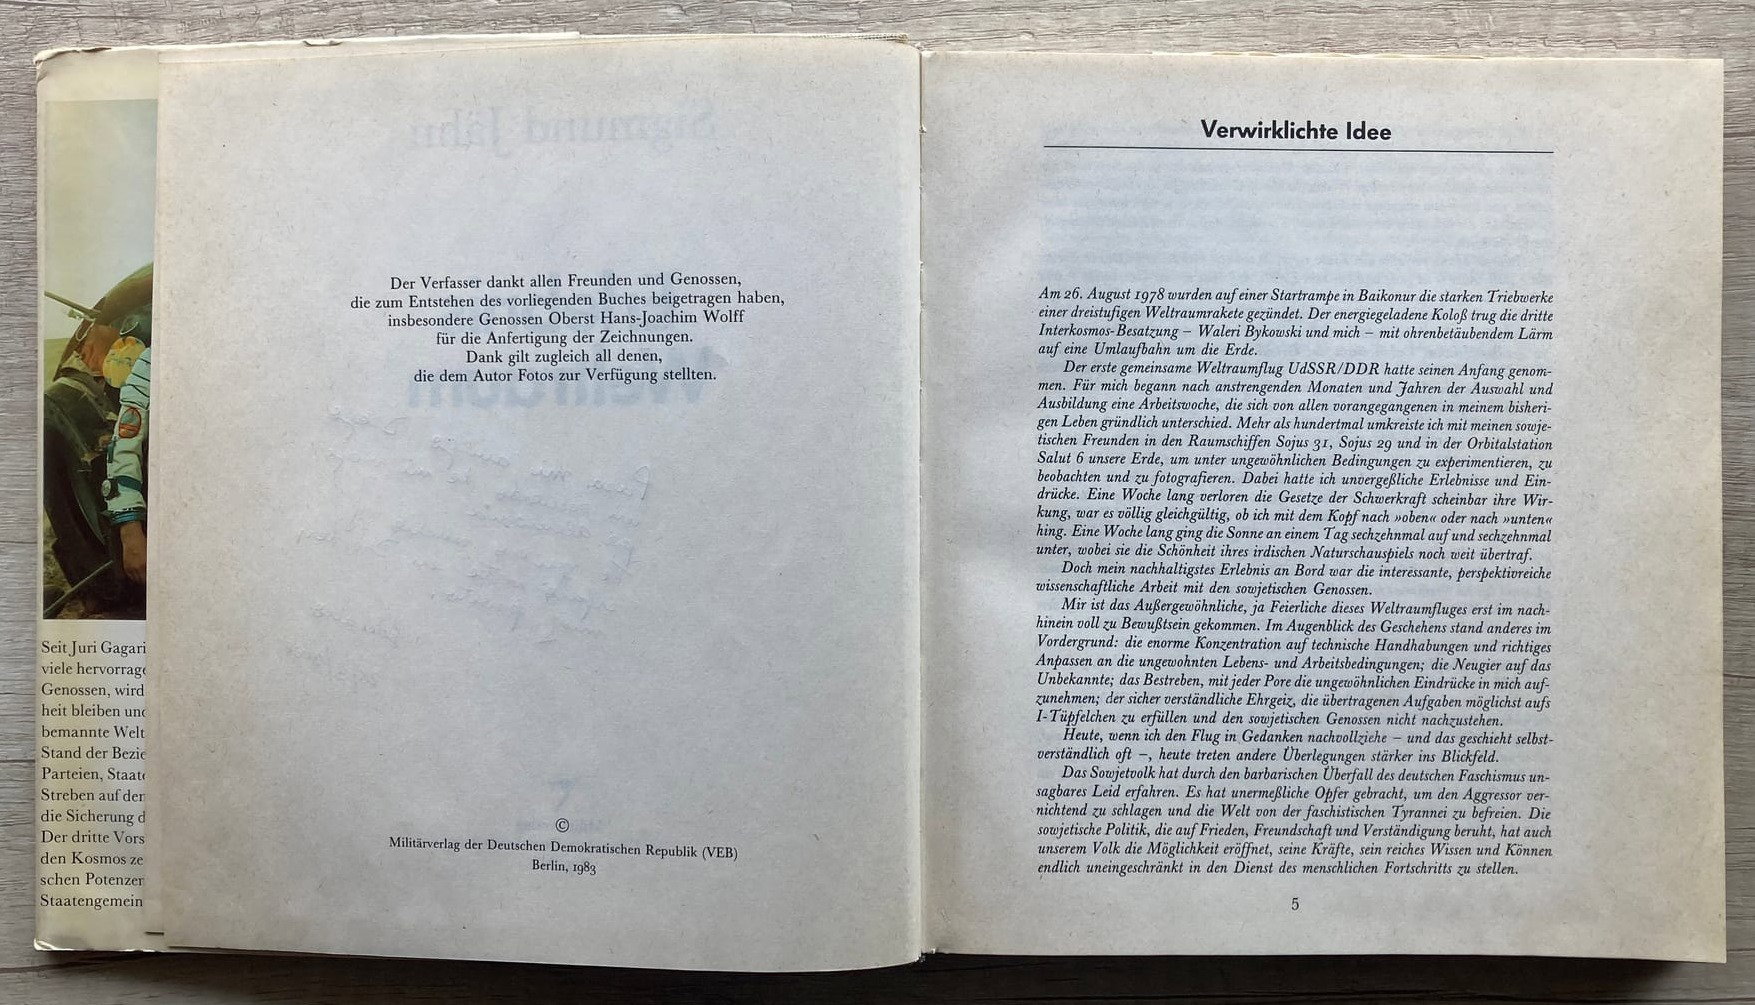 Seit Juri Gagari
viele hervorrage
Genossen, wird
heit bleiben und
bemannte Welt
Stand der Bezie
Parteien, Staate
Streben auf der
die Sicherung d
Der dritte Vors
den Kosmos ze
schen Potenzen
Staatengemein
Sigmund Jähn
Der Verfasser dankt allen Freunden und Genossen,
die zum Entstehen des vorliegenden Buches beigetragen haben,
insbesondere Genossen Oberst Hans-Joachim Wolff
für die Anfertigung der Zeichnungen.
Dank gilt zugleich all denen,
die dem Autor Fotos zur Verfügung stellten.
Weltraum
©
Militärverlag der Deutschen Demokratischen Republik (VEB)
Berlin, 1983
Verwirklichte Idee
Am 26. August 1978 wurden auf einer Startrampe in Baikonur die starken Triebwerke
einer dreistufigen Weltraumrakete gezündet. Der energiegeladene Koloß trug die dritte
Interkosmos-Besatzung – Waleri Bykowski und mich – mit ohrenbetäubendem Lärm
auf eine Umlaufbahn um die Erde.
Der erste gemeinsame Weltraumflug UdSSR/DDR hatte seinen Anfang genom-
men. Für mich begann nach anstrengenden Monaten und Jahren der Auswahl und
Ausbildung eine Arbeitswoche, die sich von allen vorangegangenen in meinem bisheri-
gen Leben gründlich unterschied. Mehr als hundertmal umkreiste ich mit meinen sowje-
tischen Freunden in den Raumschiffen Sojus 31, Sojus 29 und in der Orbitalstation
Salut 6 unsere Erde, um unter ungewöhnlichen Bedingungen zu experimentieren, zu
beobachten und zu fotografieren. Dabei hatte ich unvergeßliche Erlebnisse und Ein-
drücke. Eine Woche lang verloren die Gesetze der Schwerkraft scheinbar ihre Wir-
kung, war es völlig gleichgültig, ob ich mit dem Kopf nach »oben« oder nach »unten«
hing. Eine Woche lang ging die Sonne an einem Tag sechzehnmal auf und sechzehnmal
unter, wobei sie die Schönheit ihres irdischen Naturschauspiels noch weit übertraf.
Doch mein nachhaltigstes Erlebnis an Bord war die interessante, perspektivreiche
wissenschaftliche Arbeit mit den sowjetischen Genossen.
Mir ist das Außergewöhnliche, ja Feierliche dieses Weltraumfluges erst im nach-
hinein voll zu Bewußtsein gekommen. Im Augenblick des Geschehens stand anderes im
Vordergrund: die enorme Konzentration auf technische Handhabungen und richtiges
Anpassen an die ungewohnten Lebens- und Arbeitsbedingungen; die Neugier auf das
Unbekannte; das Bestreben, mit jeder Pore die ungewöhnlichen Eindrücke in mich auf-
zunehmen; der sicher verständliche Ehrgeiz, die übertragenen Aufgaben möglichst aufs
I-Tüpfelchen zu erfüllen und den sowjetischen Genossen nicht nachzustehen.
Heute, wenn ich den Flug in Gedanken nachvollziehe – und das geschieht selbst-
verständlich oft –, heute treten andere Überlegungen stärker ins Blickfeld.
Das Sowjetvolk hat durch den barbarischen Überfall des deutschen Faschismus un-
sagbares Leid erfahren. Es hat unermeßliche Opfer gebracht, um den Aggressor ver-
nichtend zu schlagen und die Welt von der faschistischen Tyrannei zu befreien. Die
sowjetische Politik, die auf Frieden, Freundschaft und Verständigung beruht, hat auch
unserem Volk die Möglichkeit eröffnet, seine Kräfte, sein reiches Wissen und Können
endlich uneingeschränkt in den Dienst des menschlichen Fortschritts zu stellen.
5